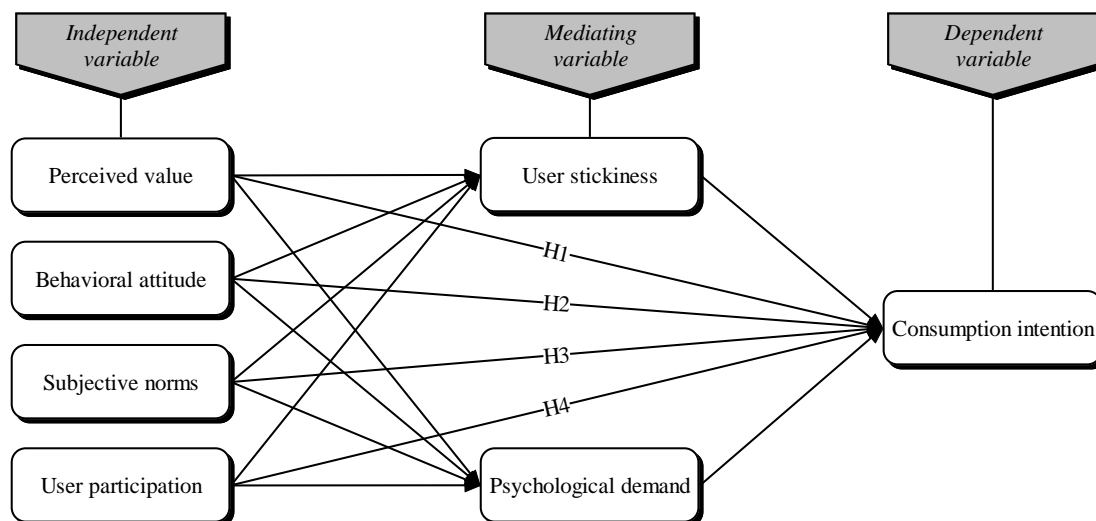 Independent
variable
Mediating
variable
Dependent
variable
Perceived value
User stickiness
Behavioral attitude
H1
H2
Consumption intention
Subjective norms
H3
H4
User participation
Psychological demand